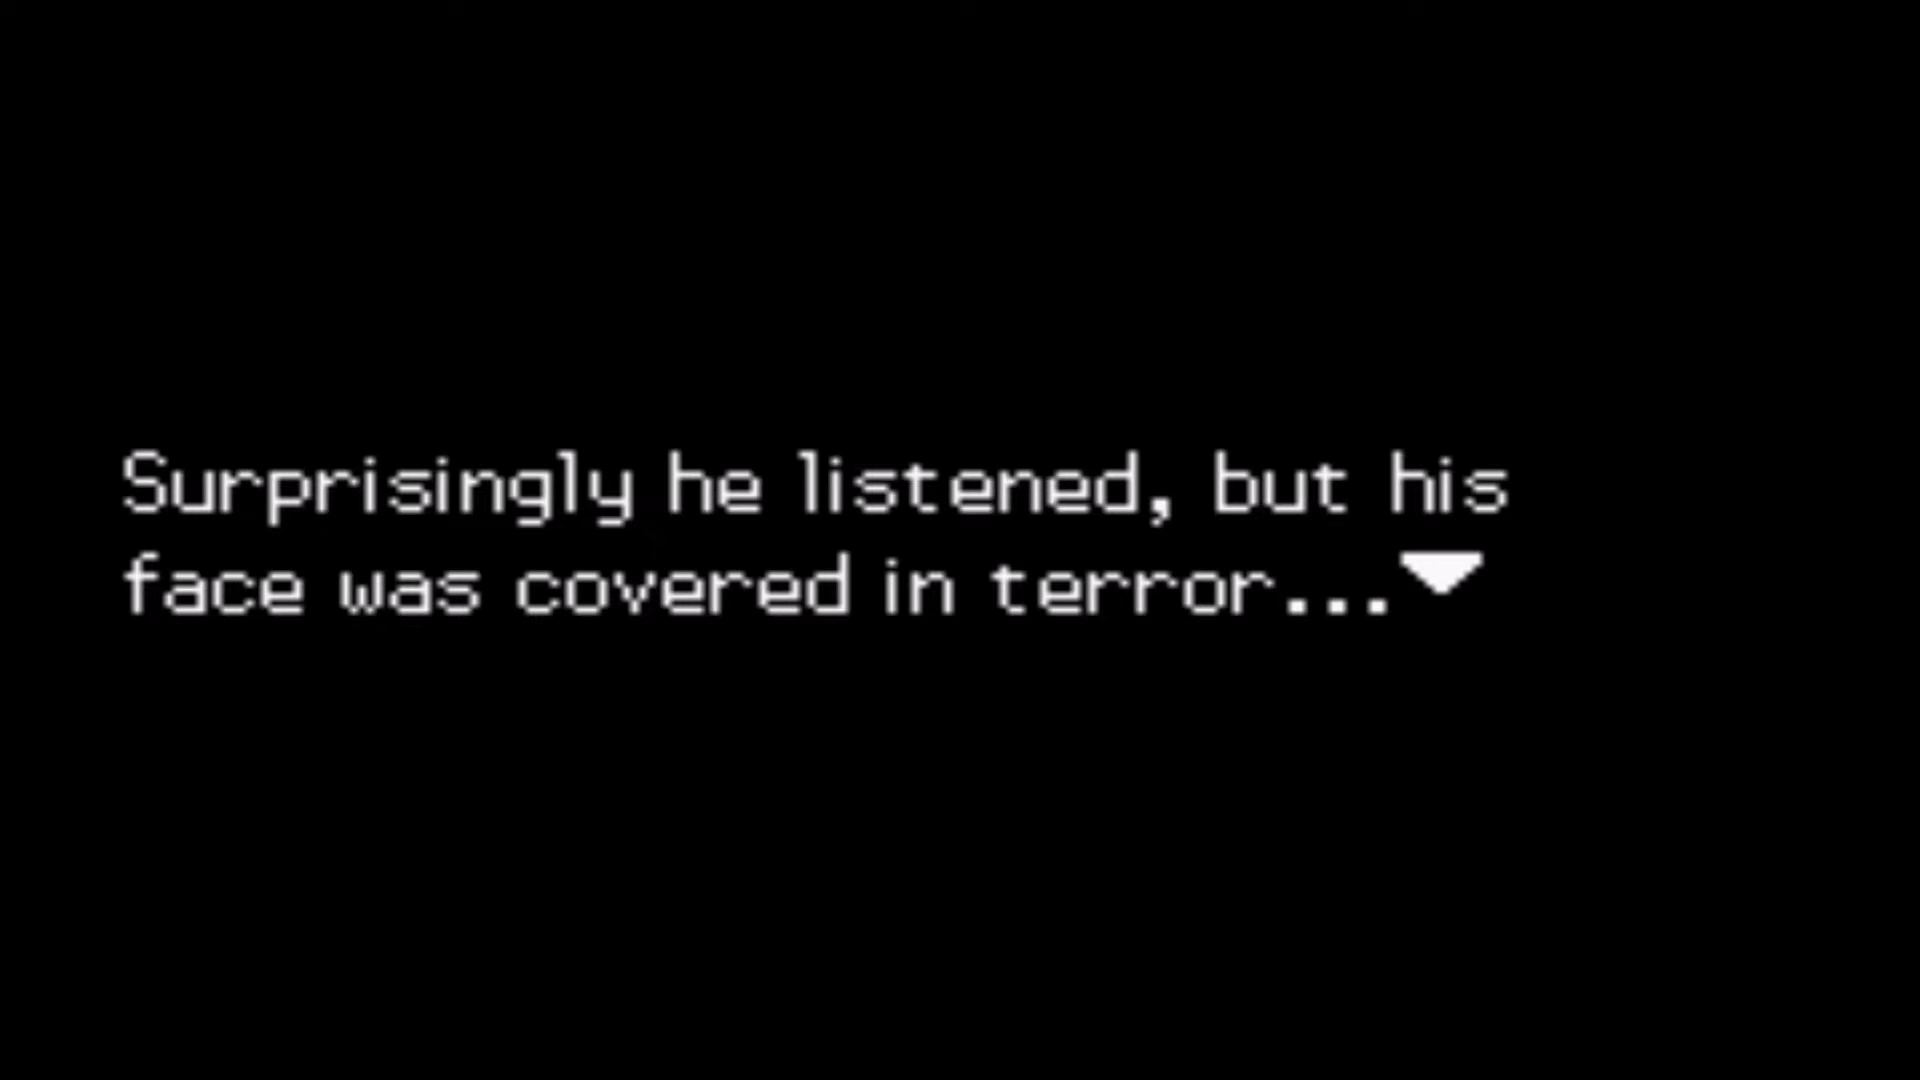 Surprisingly he listened, but his
face was covered in terror...